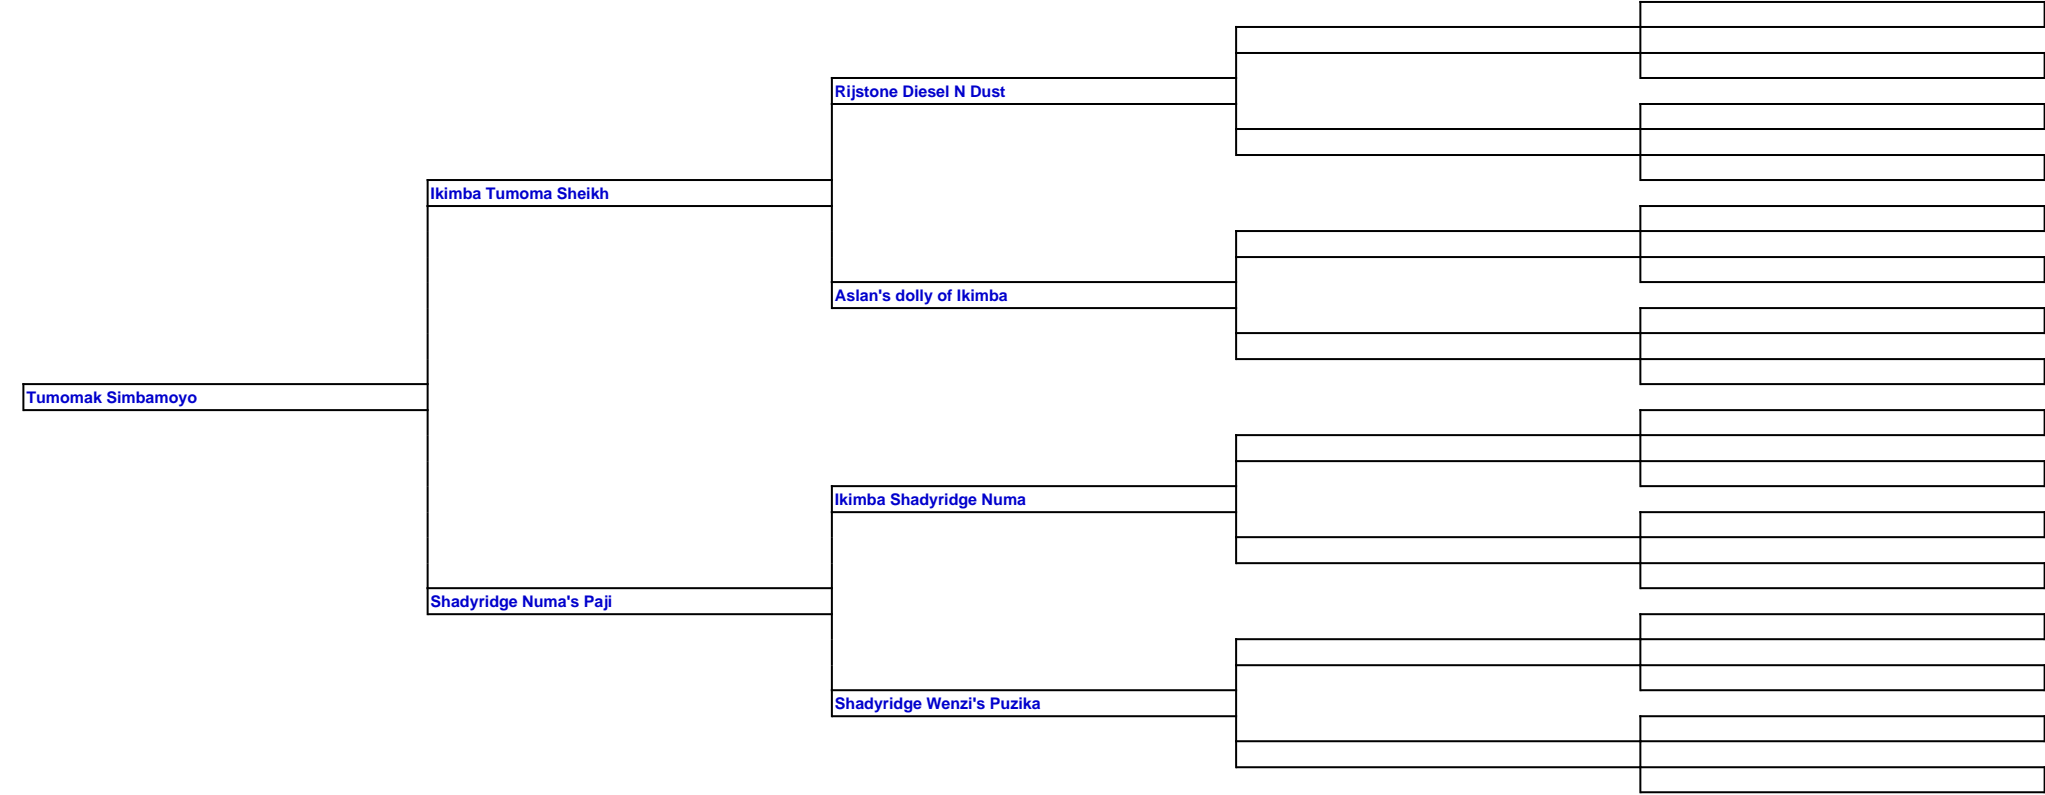 Rijstone Diesel N Dust
Ikimba Tumoma Sheikh
Aslan's dolly of Ikimba
Tumomak Simbamoyo
Ikimba Shadyridge Numa
Shadyridge Numa's Paji
Shadyridge Wenzi's Puzika